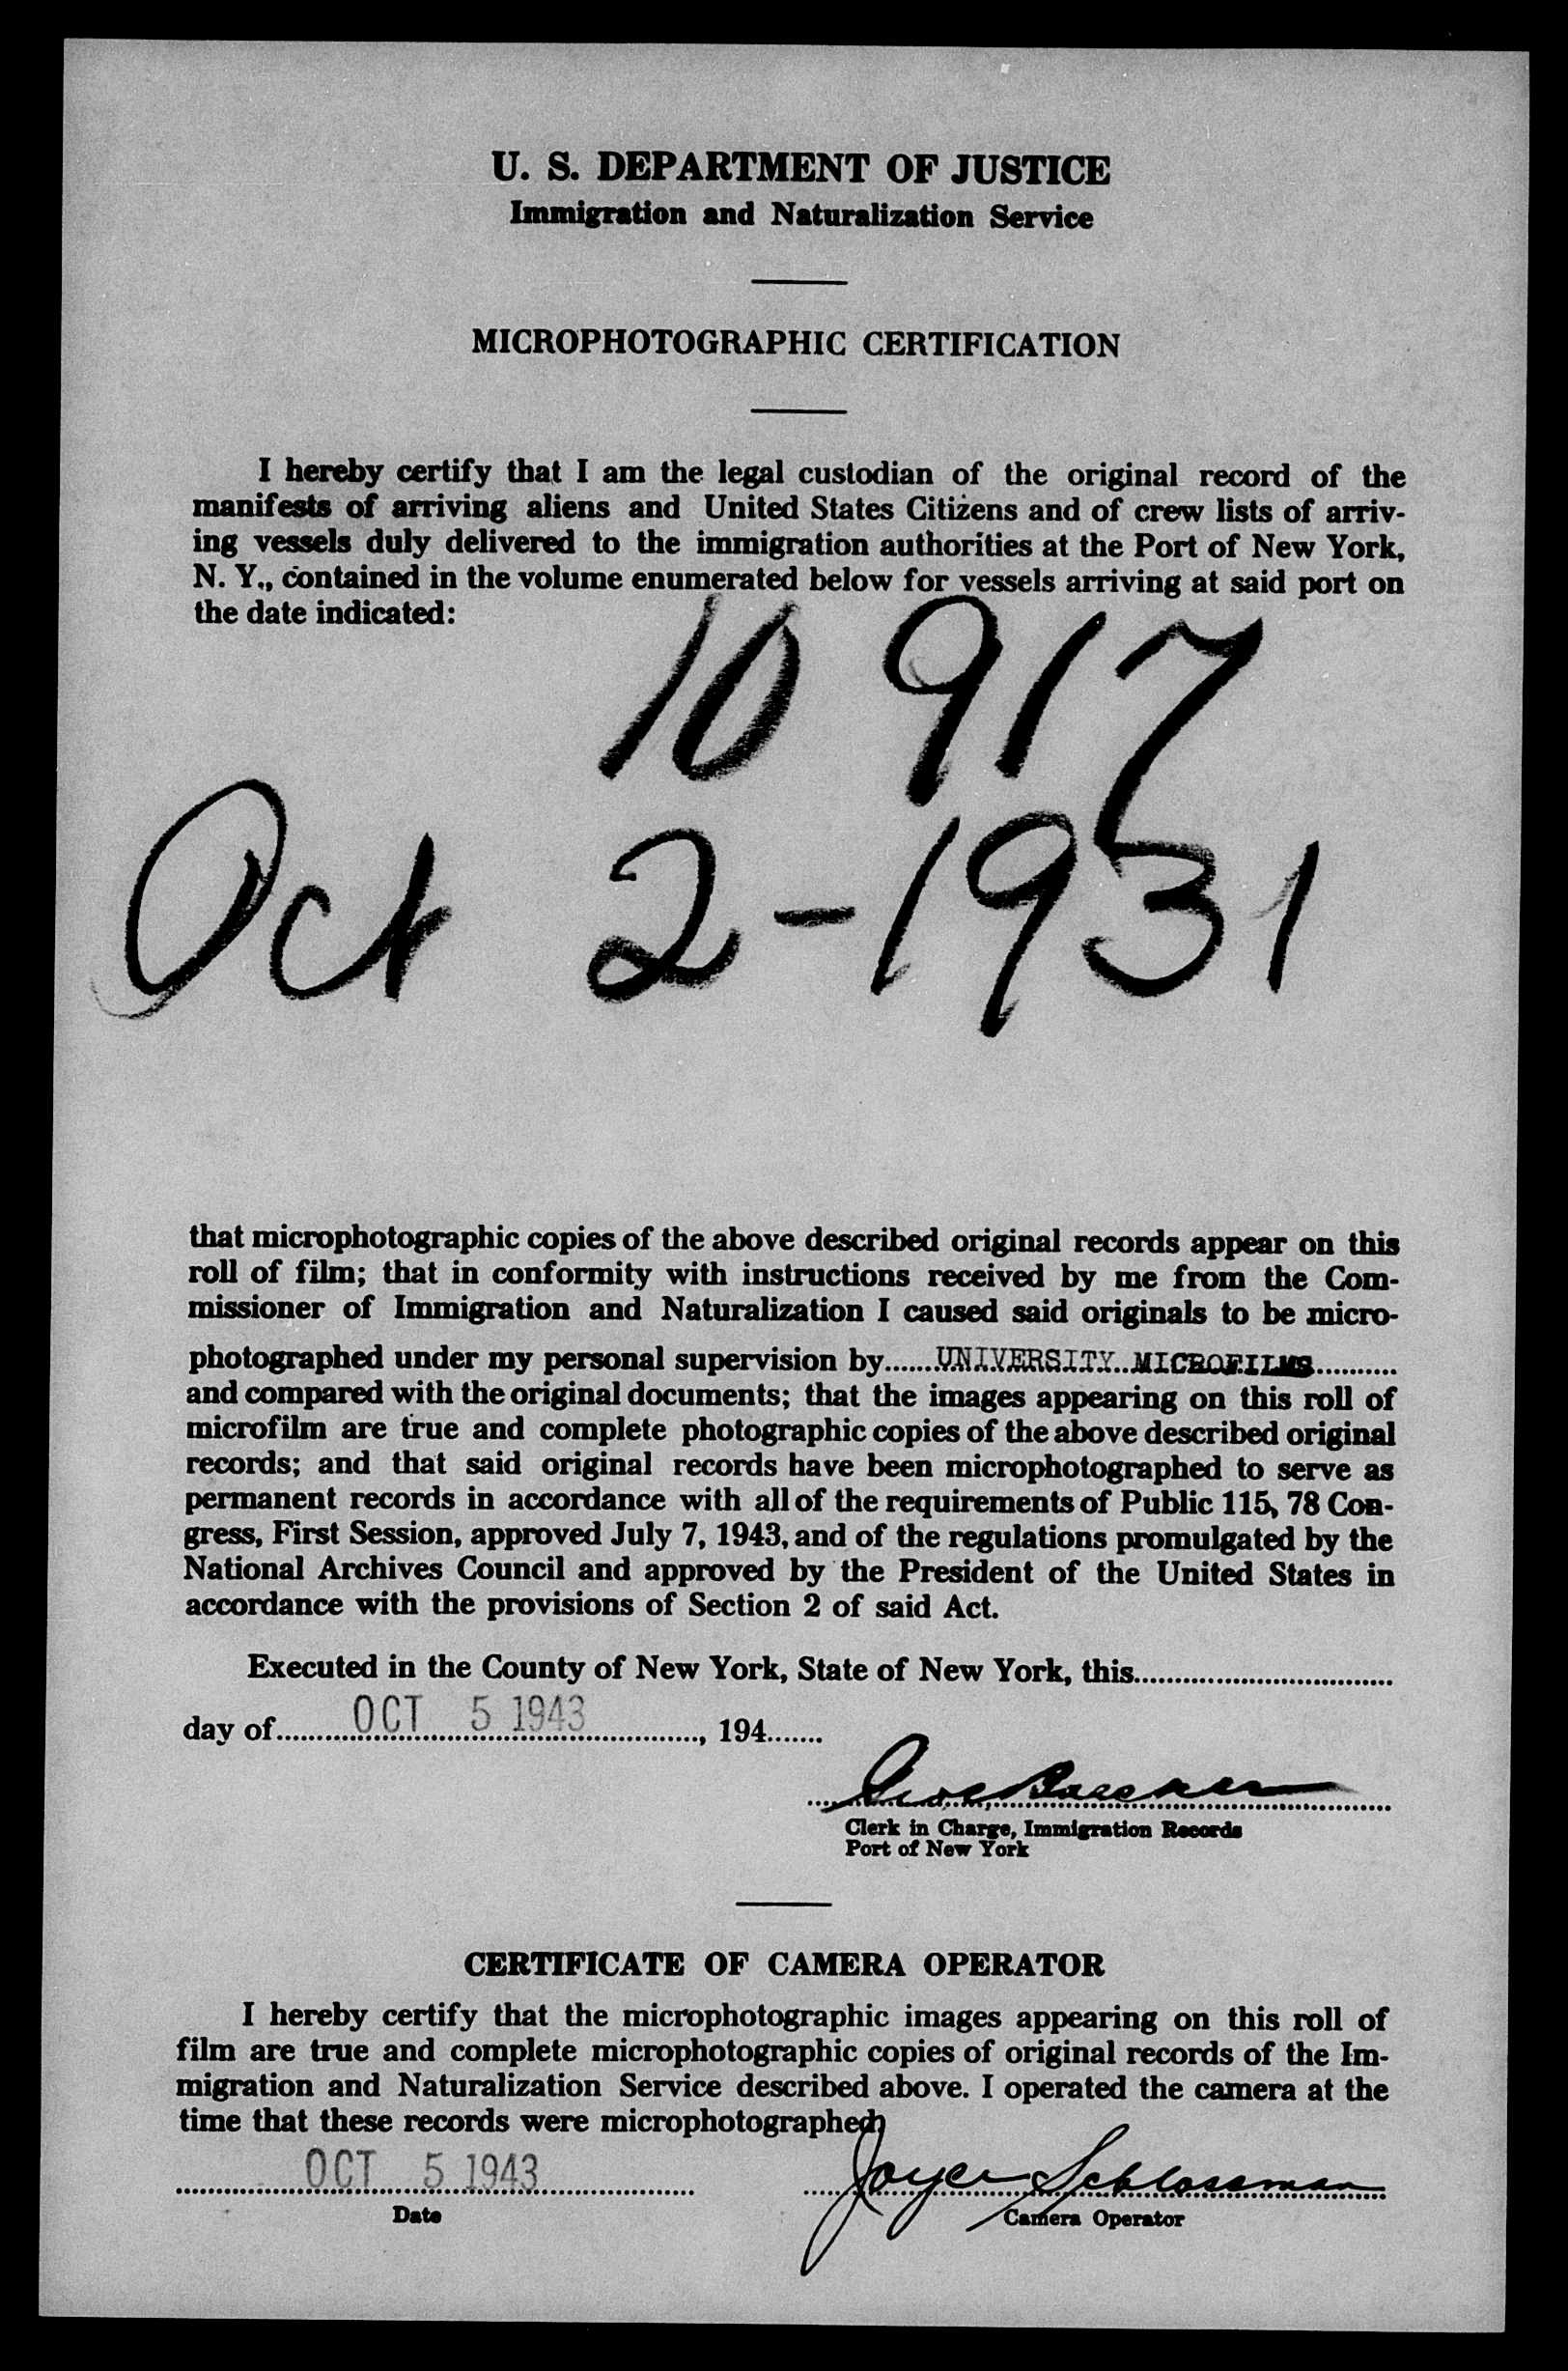 U. S. DEPARTMENT OF JUSTICE
Immigration and Naturalization Service
MICROPHOTOGRAPHIC CERTIFICATION
I hereby certify that I am the legal custodian of the original record of the
manifests of arriving aliens and United States Citizens and of crew lists of arriv-
ing vessels duly delivered to the immigration authorities at the Port of New York,
N. Y., contained in the volume enumerated below for vessels arriving at said port on
the date indicated:
10 917
Oct 2-1931
that microphotographic copies of the above described original records appear on this
roll of film; that in conformity with instructions received by me from the Com-
missioner of Immigration and Naturalization I caused said originals to be micro-
photographed under my personal supervision by.......UNIVERSITY..MICROFILMS..........
and compared with the original documents; that the images appearing on this roll of
microfilm are true and complete photographic copies of the above described original
records; and that said original records have been microphotographed to serve as
permanent records in accordance with all of the requirements of Public 115, 78 Con-
gress, First Session, approved July 7, 1943, and of the regulations promulgated by the
National Archives Council and approved by the President of the United States in
accordance with the provisions of Section 2 of said Act.
Executed in the County of New York, State of New York, this
day of OCT 5 1943, 194
Clerk in Charge, Immigration Records
Port of New York
CERTIFICATE OF CAMERA OPERATOR
I hereby certify that the microphotographic images appearing on this roll of
film are true and complete microphotographic copies of original records of the Im-
migration and Naturalization Service described above. I operated the camera at the
time that these records were microphotographed.
OCT 5 1943 Joyce Schlossman
Date Camera Operator